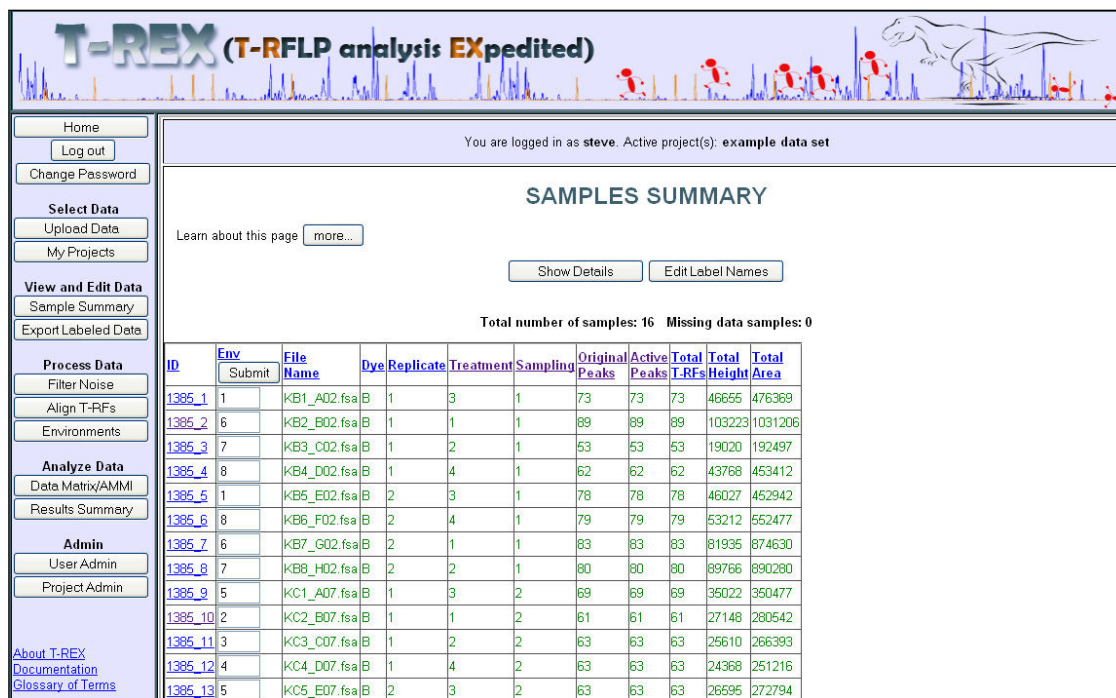 T-REX (T-RFLP analysis EXpedited)
Home
Log out
Change Password
Select Data
Upload Data
My Projects
View and Edit Data
Sample Summary
Export Labeled Data
Process Data
Filter Noise
Align T-RFs
Environments
Analyze Data
Data Matrix/AMMI
Results Summary
Admin
User Admin
Project Admin
About T-REX
Documentation
Glossary of Terms
You are logged in as steve. Active project(s): example data set
SAMPLES SUMMARY
Learn about this page more...
Show Details Edit Label Names
Total number of samples: 16 Missing data samples: 0
ID Env Submit File Name Dye Replicate Treatment Sampling Original Peaks Active Peaks Total T-RFs Total Height Total Area
1385_1 1 KB1_A02.fsa B 1 3 1 73 73 73 46655 476369
1385_2 6 KB2_B02.fsa B 1 1 1 89 89 89 103223 1031206
1385_3 7 KB3_C02.fsa B 1 2 1 53 53 53 19020 192497
1385_4 8 KB4_D02.fsa B 1 4 1 62 62 62 43768 453412
1385_5 1 KB5_E02.fsa B 2 3 1 78 78 78 46027 452942
1385_6 8 KB6_F02.fsa B 2 4 1 79 79 79 53212 552477
1385_7 6 KB7_G02.fsa B 2 1 1 83 83 83 81935 874630
1385_8 7 KB8_H02.fsa B 2 2 1 80 80 80 89766 890280
1385_9 5 KC1_A07.fsa B 1 3 2 69 69 69 35022 350477
1385_10 2 KC2_B07.fsa B 1 1 2 61 61 61 27148 280542
1385_11 3 KC3_C07.fsa B 1 2 2 63 63 63 25610 266393
1385_12 4 KC4_D07.fsa B 1 4 2 63 63 63 24368 251216
1385_13 5 KC5_E07.fsa B 2 3 2 63 63 63 26595 272794